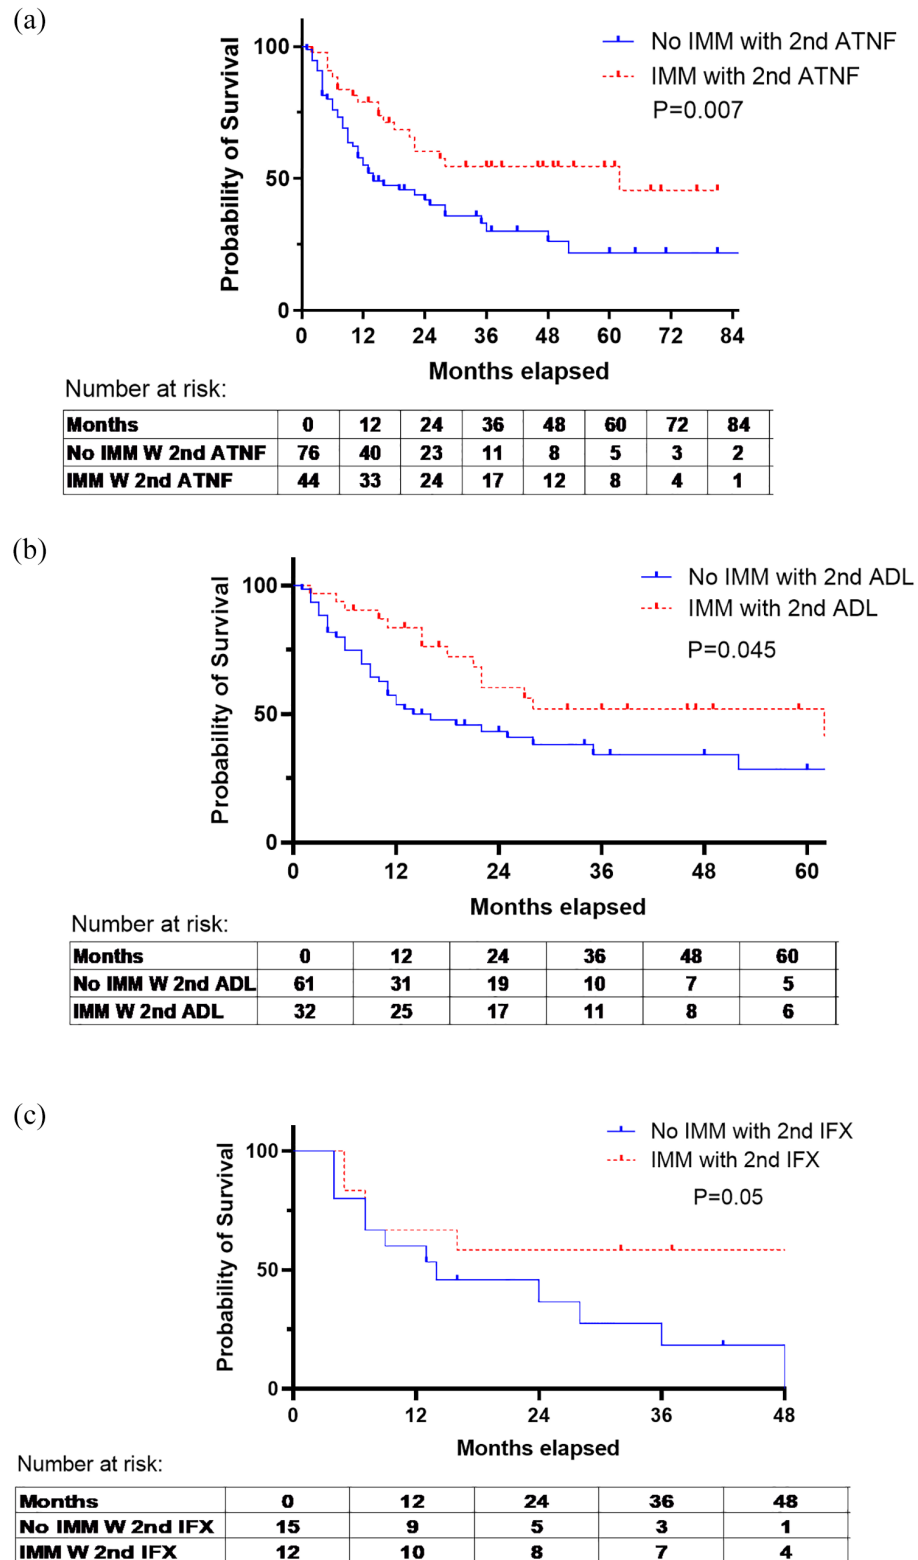 (a)
No IMM with 2nd ATNF
IMM with 2nd ATNF
P=0.007
Probability of Survival
100
50
0
0 12 24 36 48 60 72 84
Months elapsed
Number at risk:
Months 0 12 24 36 48 60 72 84
No IMM W 2nd ATNF 76 40 23 11 8 5 3 2
IMM W 2nd ATNF 44 33 24 17 12 8 4 1
(b)
No IMM with 2nd ADL
IMM with 2nd ADL
P=0.045
Probability of Survival
100
50
0
0 12 24 36 48 60
Months elapsed
Number at risk:
Months 0 12 24 36 48 60
No IMM W 2nd ADL 61 31 19 10 7 5
IMM W 2nd ADL 32 25 17 11 8 6
(c)
No IMM with 2nd IFX
IMM with 2nd IFX
P=0.05
Probability of Survival
100
50
0
0 12 24 36 48
Months elapsed
Number at risk:
Months 0 12 24 36 48
No IMM W 2nd IFX 15 9 5 3 1
IMM W 2nd IFX 12 10 8 7 4